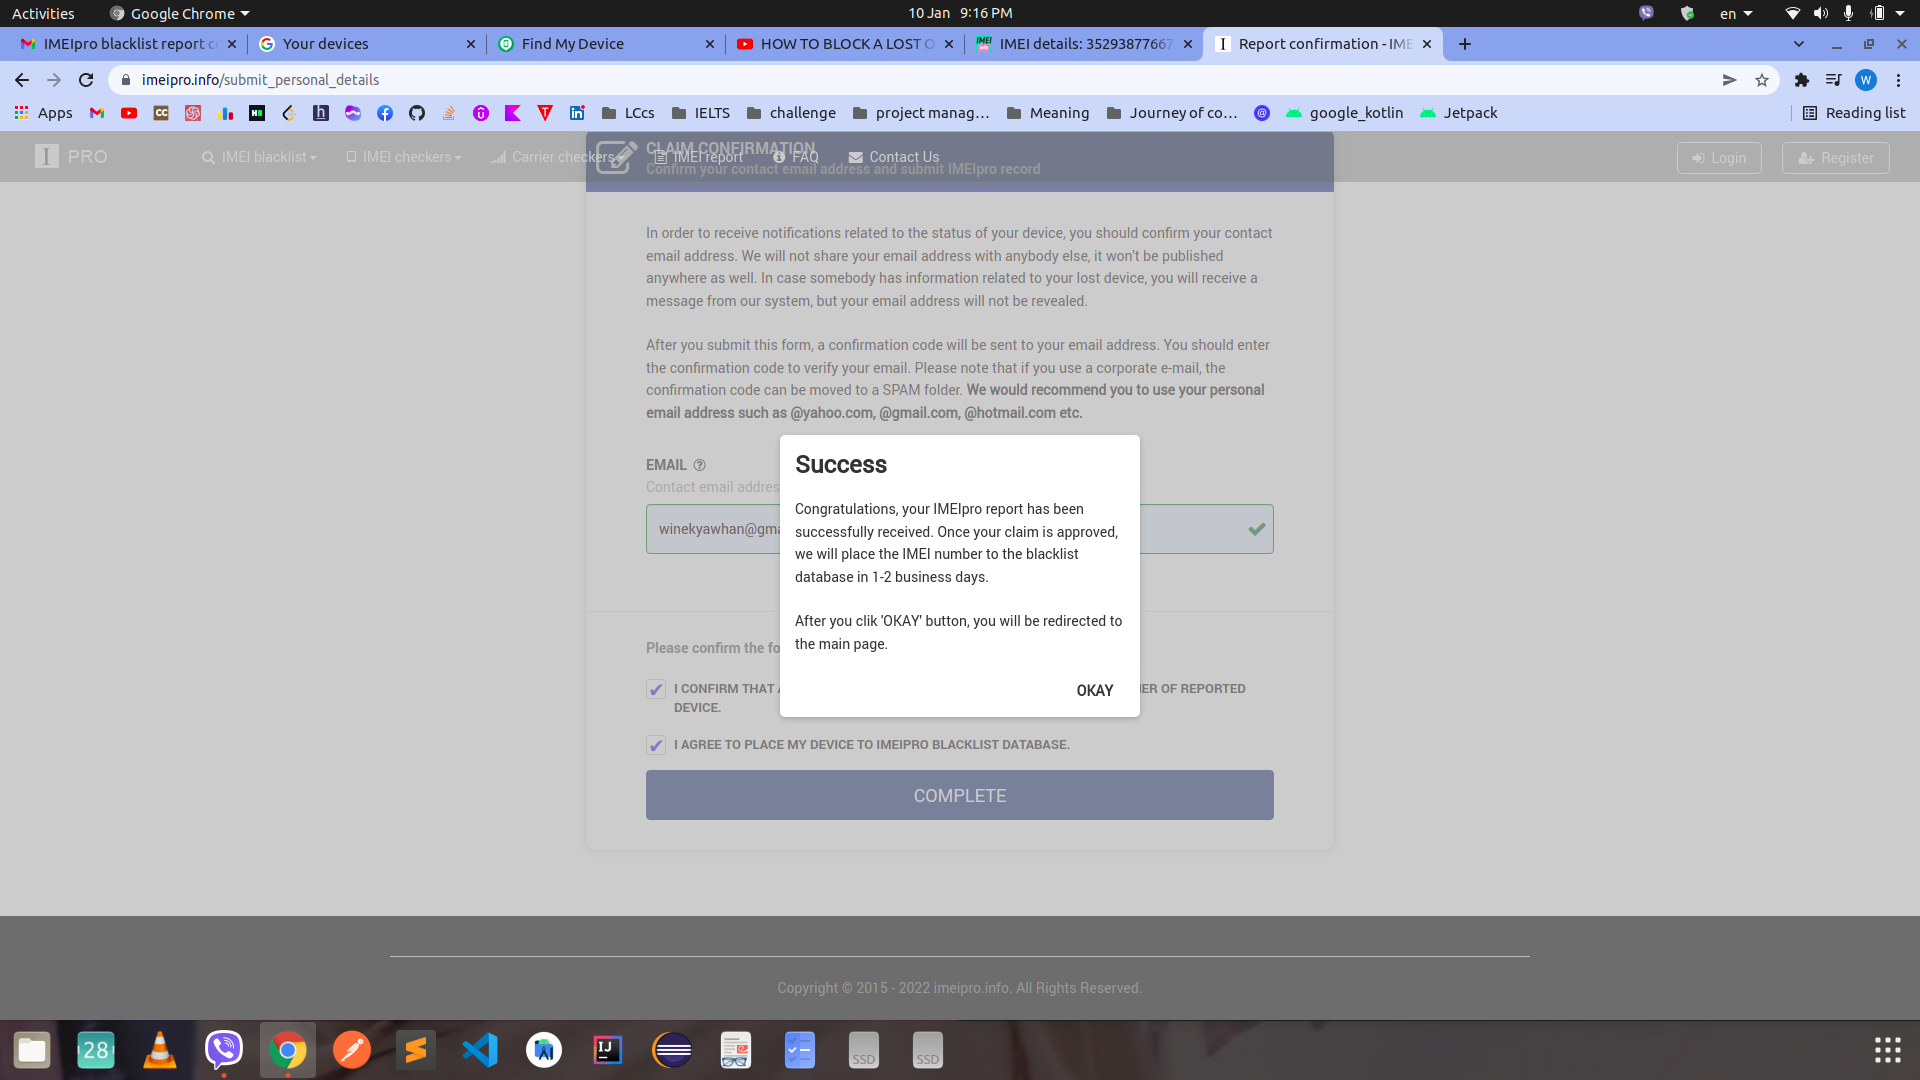 Activities Google Chrome 10 Jan 9:16 PM en
IMEIpro blacklist report c Your devices Find My Device HOW TO BLOCK A LOST O IMEI details: 35293877667 Report confirmation - IME
imeipro.info/submit_personal_details W
Apps LCcs IELTS challenge project manag... Meaning Journey of co... google_kotlin Jetpack Reading list
I PRO IMEI blacklist IMEI checkers Carrier checkers IMEI report FAQ Contact Us Login Register
CLAIM CONFIRMATION
Confirm your contact email address and submit IMEIpro record
In order to receive notifications related to the status of your device, you should confirm your contact
email address. We will not share your email address with anybody else, it won't be published
anywhere as well. In case somebody has information related to your lost device, you will receive a
message from our system, but your email address will not be revealed.
After you submit this form, a confirmation code will be sent to your email address. You should enter
the confirmation code to verify your email. Please note that if you use a corporate e-mail, the
confirmation code can be moved to a SPAM folder. We would recommend you to use your personal
email address such as @yahoo.com, @gmail.com, @hotmail.com etc.
EMAIL
Contact email addres
winekyawhan@gma
Success
Congratulations, your IMEIpro report has been
successfully received. Once your claim is approved,
we will place the IMEI number to the blacklist
database in 1-2 business days.
After you clik 'OKAY' button, you will be redirected to
the main page.
OKAY
Please confirm the fo
I CONFIRM THAT ER OF REPORTED
DEVICE.
I AGREE TO PLACE MY DEVICE TO IMEIPRO BLACKLIST DATABASE.
COMPLETE
Copyright © 2015 - 2022 imeipro.info. All Rights Reserved.
28 SSD SSD